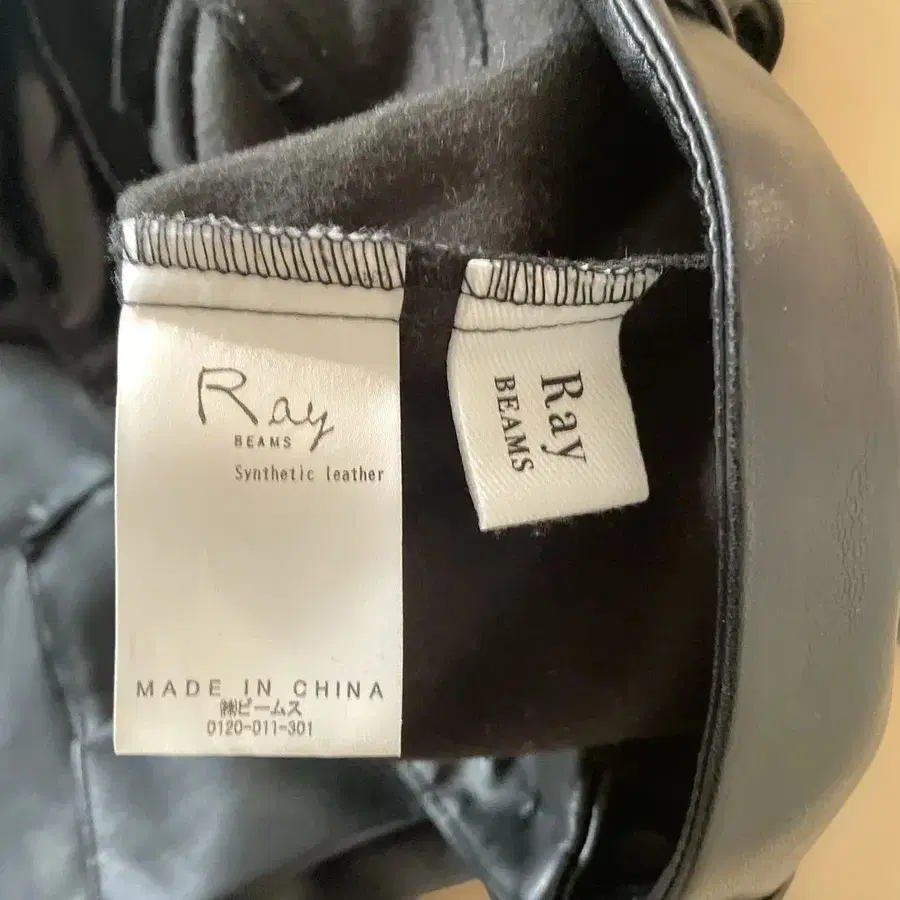 Ray
BEAMS
Synthetic leather
MADE IN CHINA
㈱ビームス
0120-011-301
Ray
BEAMS